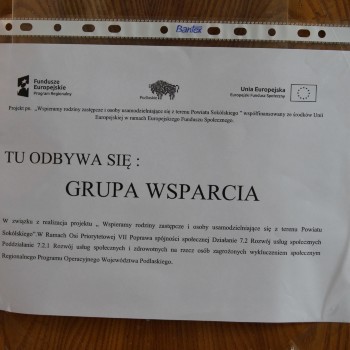 Bantex
Fundusze
Europejskie
Program Regionalny
Podlaskie
Unia Europejska
Europejski Fundusz Społeczny
Projekt pn. „Wspieramy rodziny zastępcze i osoby usamodzielniające się z terenu Powiatu Sokólskiego " współfinansowany ze środków Unii
Europejskiej w ramach Europejskiego Funduszu Społecznego.
TU ODBYWA SIĘ :
GRUPA WSPARCIA
W związku z realizacja projektu „ Wspieramy rodziny zastępcze i osoby usamodzielniające się z terenu Powiatu
Sokólskiego".W Ramach Osi Priorytetowej VII Poprawa spójności społecznej Działanie 7.2 Rozwój usług społecznych
Poddziałanie 7.2.1 Rozwój usług społecznych i zdrowotnych na rzecz osób zagrożonych wykluczeniem społecznym
Regionalnego Programu Operacyjnego Województwa Podlaskiego.